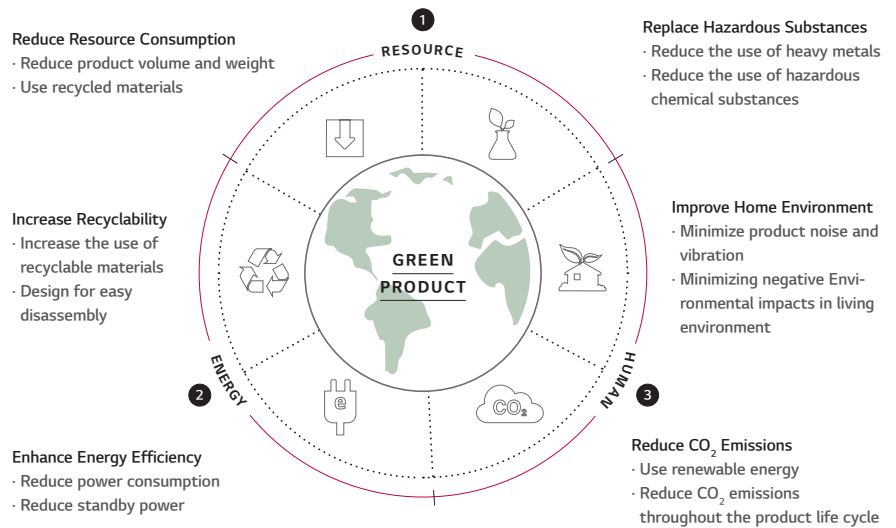 1
RESOURCE
Reduce Resource Consumption
· Reduce product volume and weight
· Use recycled materials
Replace Hazardous Substances
· Reduce the use of heavy metals
· Reduce the use of hazardous
chemical substances
Increase Recyclability
· Increase the use of
recyclable materials
· Design for easy
disassembly
GREEN
PRODUCT
Improve Home Environment
· Minimize product noise and
vibration
· Minimizing negative Envi-
ronmental impacts in living
environment
2
ENERGY
e
CO₂
HUMAN
3
Enhance Energy Efficiency
· Reduce power consumption
· Reduce standby power
Reduce CO₂ Emissions
· Use renewable energy
· Reduce CO₂ emissions
throughout the product life cycle